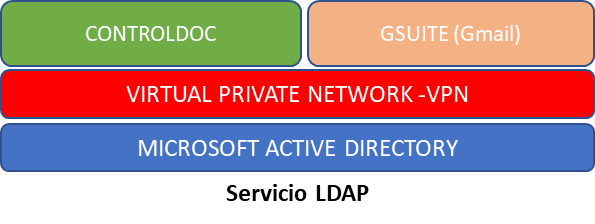 CONTROLDOC
GSUITE (Gmail)
VIRTUAL PRIVATE NETWORK -VPN
MICROSOFT ACTIVE DIRECTORY
Servicio LDAP